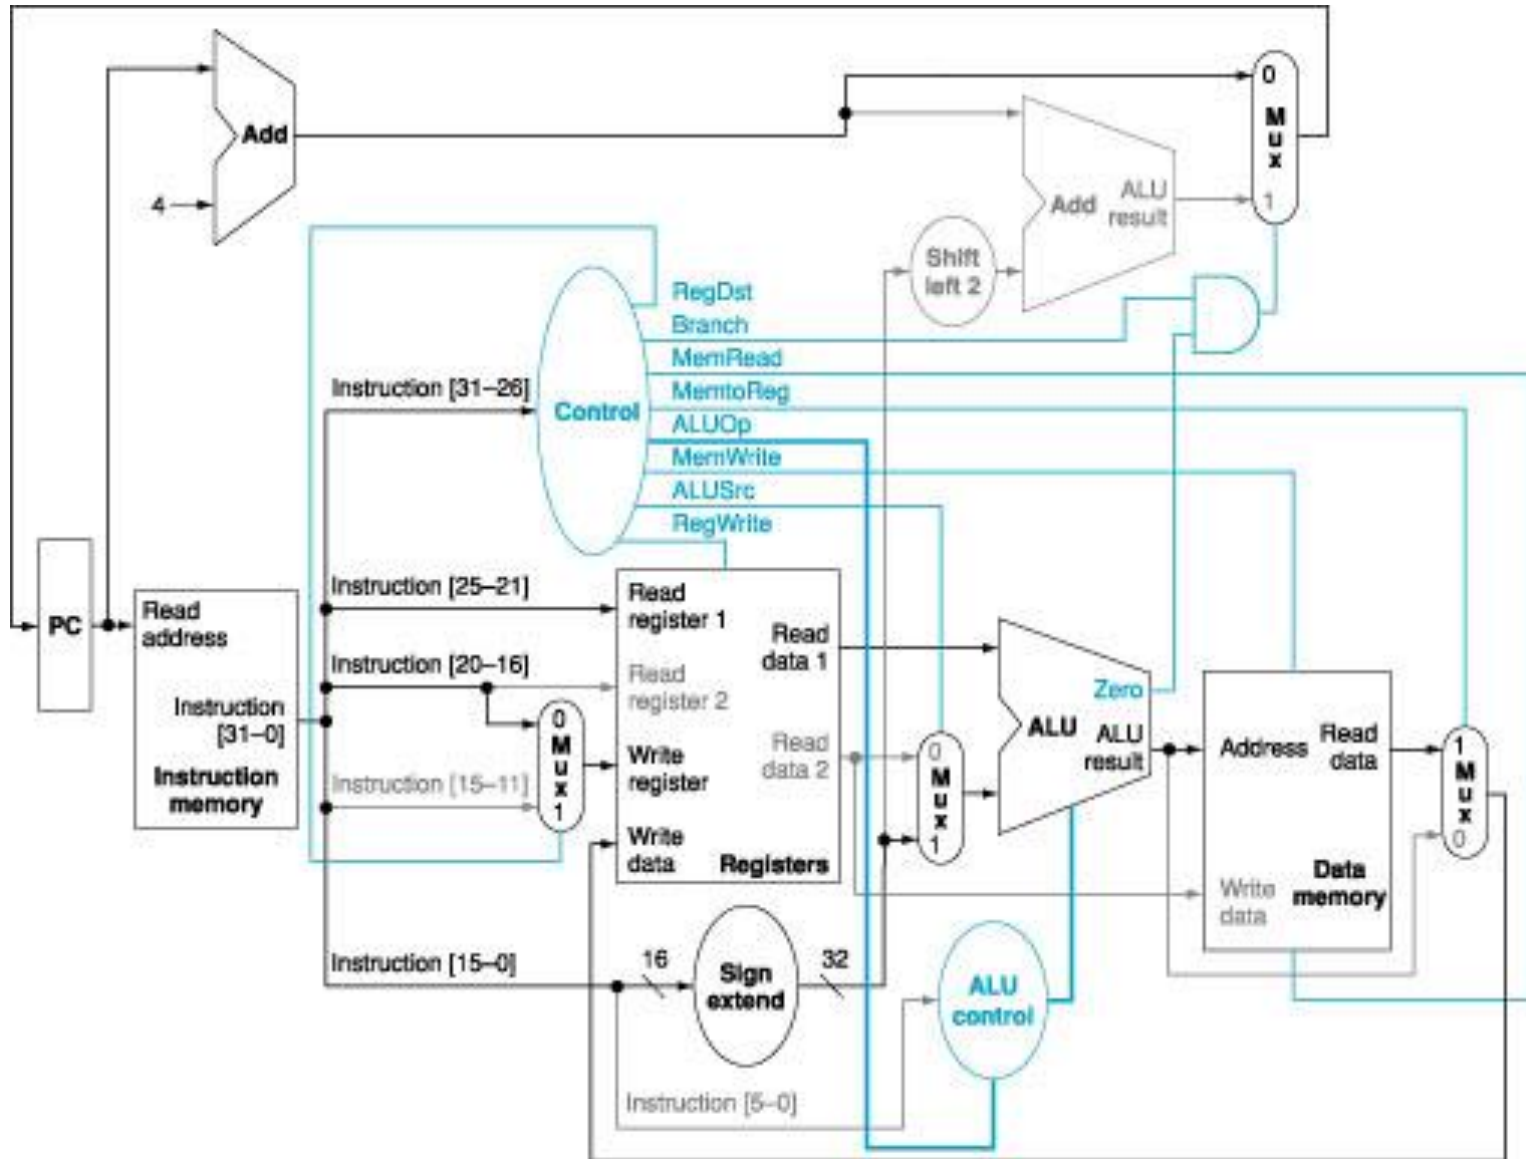 0
M
u
x
1
Add
4
Add
ALU
result
Shift
left 2
RegDst
Branch
MemRead
MemtoReg
ALUOp
MemWrite
ALUSrc
RegWrite
Instruction [31–26]
Control
Instruction [25–21]
Instruction [20–16]
Instruction [15–11]
Instruction [15–0]
PC
Read
address
Instruction
[31–0]
Instruction
memory
0
M
u
x
1
Read
register 1
Read
register 2
Write
register
Write
data
Read
data 1
Read
data 2
Registers
0
M
u
x
1
Zero
ALU
ALU
result
Address
Read
data
Write
data
Data
memory
1
M
u
x
0
16
Sign
extend
32
ALU
control
Instruction [5–0]